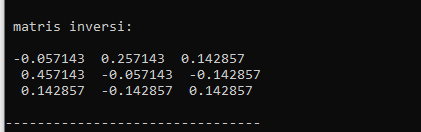 matris inversi:
-0.057143 0.257143 0.142857
0.457143 -0.057143 -0.142857
0.142857 -0.142857 0.142857
--------------------------------